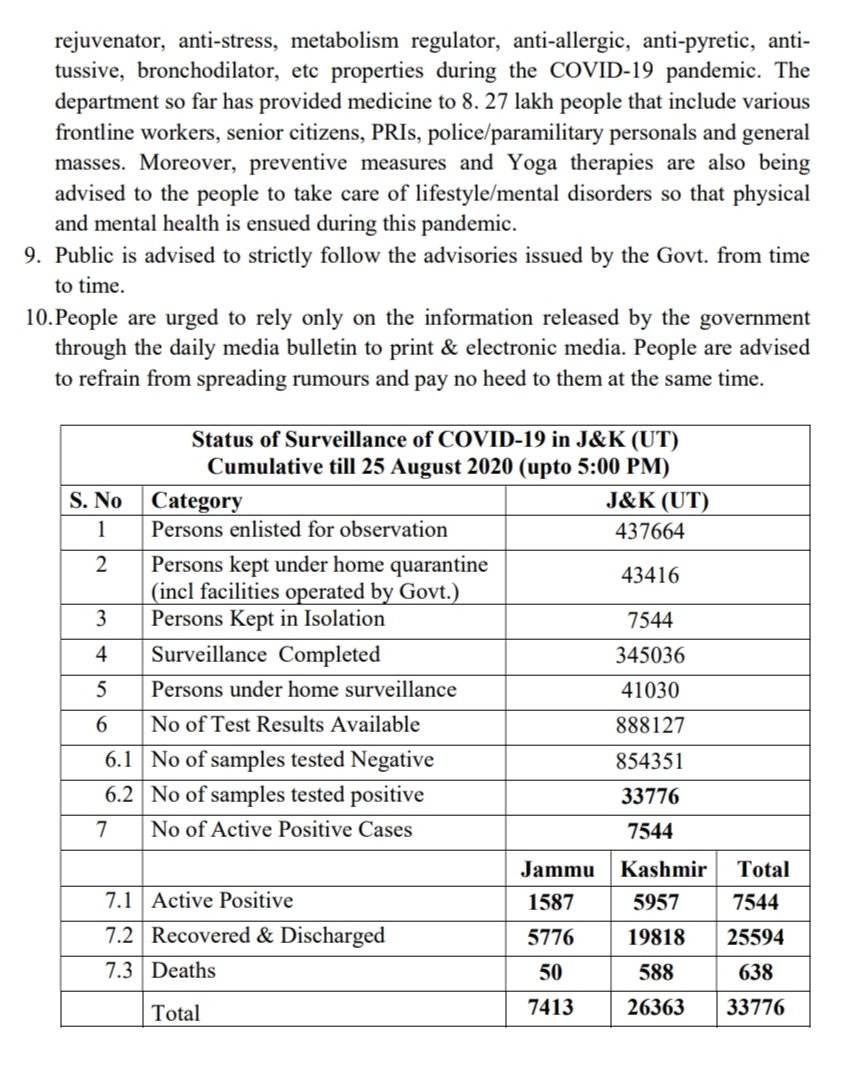 rejuvenator, anti-stress, metabolism regulator, anti-allergic, anti-pyretic, anti-
tussive, bronchodilator, etc properties during the COVID-19 pandemic. The
department so far has provided medicine to 8. 27 lakh people that include various
frontline workers, senior citizens, PRIs, police/paramilitary personals and general
masses. Moreover, preventive measures and Yoga therapies are also being
advised to the people to take care of lifestyle/mental disorders so that physical
and mental health is ensued during this pandemic.
9. Public is advised to strictly follow the advisories issued by the Govt. from time
to time.
10.People are urged to rely only on the information released by the government
through the daily media bulletin to print & electronic media. People are advised
to refrain from spreading rumours and pay no heed to them at the same time.
Status of Surveillance of COVID-19 in J&K (UT)
Cumulative till 25 August 2020 (upto 5:00 PM)
S. No Category J&K (UT)
1 Persons enlisted for observation 437664
2 Persons kept under home quarantine
(incl facilities operated by Govt.) 43416
3 Persons Kept in Isolation 7544
4 Surveillance Completed 345036
5 Persons under home surveillance 41030
6 No of Test Results Available 888127
6.1 No of samples tested Negative 854351
6.2 No of samples tested positive 33776
7 No of Active Positive Cases 7544
Jammu Kashmir Total
7.1 Active Positive 1587 5957 7544
7.2 Recovered & Discharged 5776 19818 25594
7.3 Deaths 50 588 638
Total 7413 26363 33776